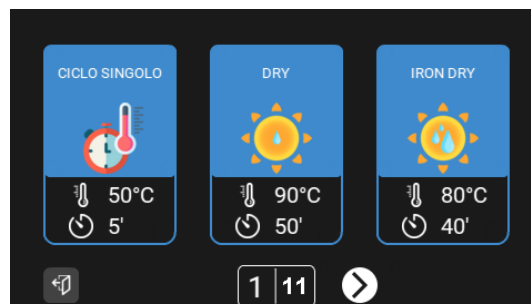 CICLO SINGOLO
DRY
IRON DRY
50°C
90°C
80°C
5'
50'
40'
1 11